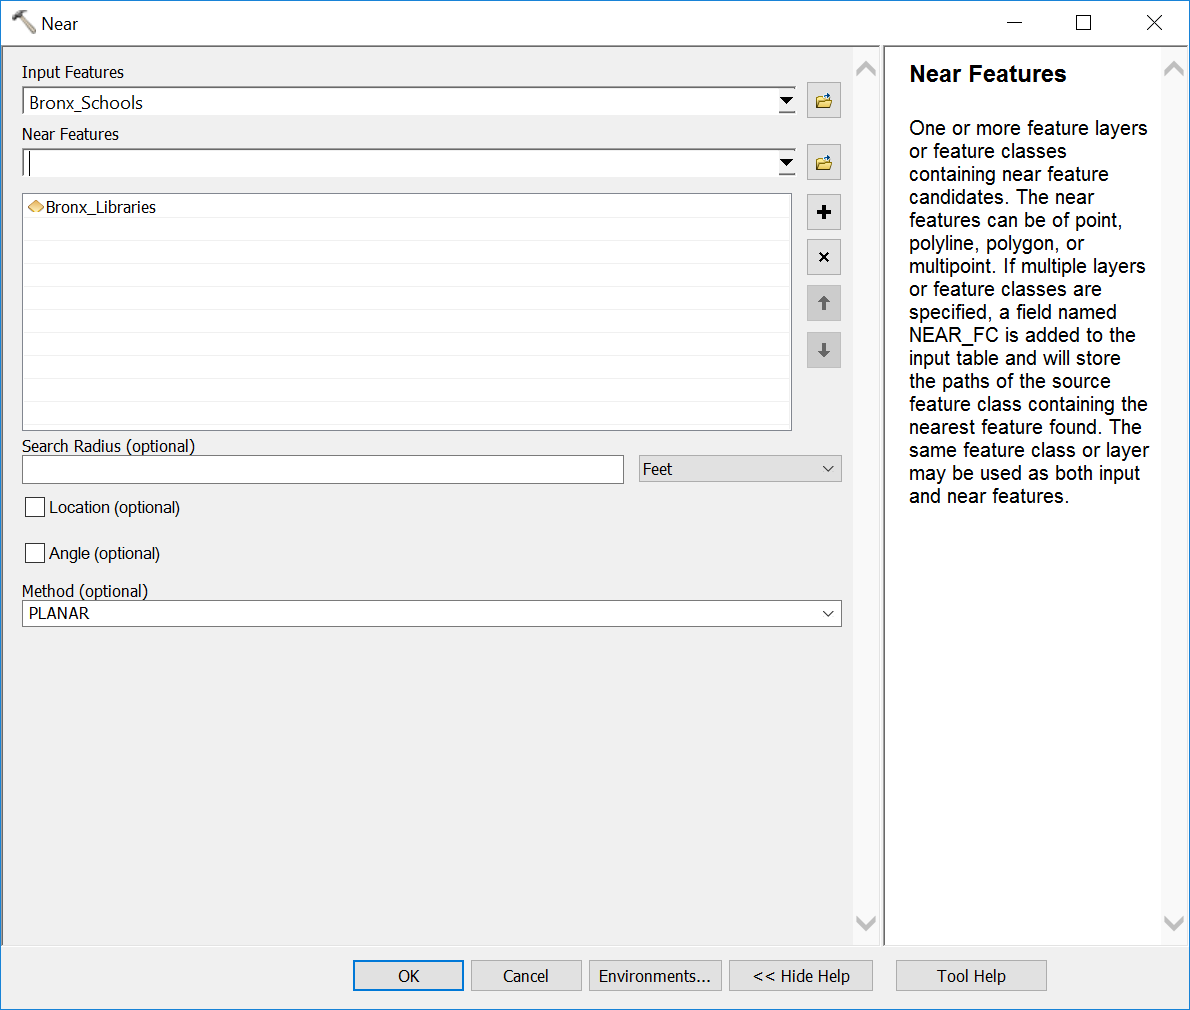 Near
Input Features
Bronx_Schools
Near Features
Bronx_Libraries
Search Radius (optional)
Feet
Location (optional)
Angle (optional)
Method (optional)
PLANAR
Near Features
One or more feature layers
or feature classes
containing near feature
candidates. The near
features can be of point,
polyline, polygon, or
multipoint. If multiple layers
or feature classes are
specified, a field named
NEAR_FC is added to the
input table and will store
the paths of the source
feature class containing the
nearest feature found. The
same feature class or layer
may be used as both input
and near features.
OK
Cancel
Environments...
<< Hide Help
Tool Help